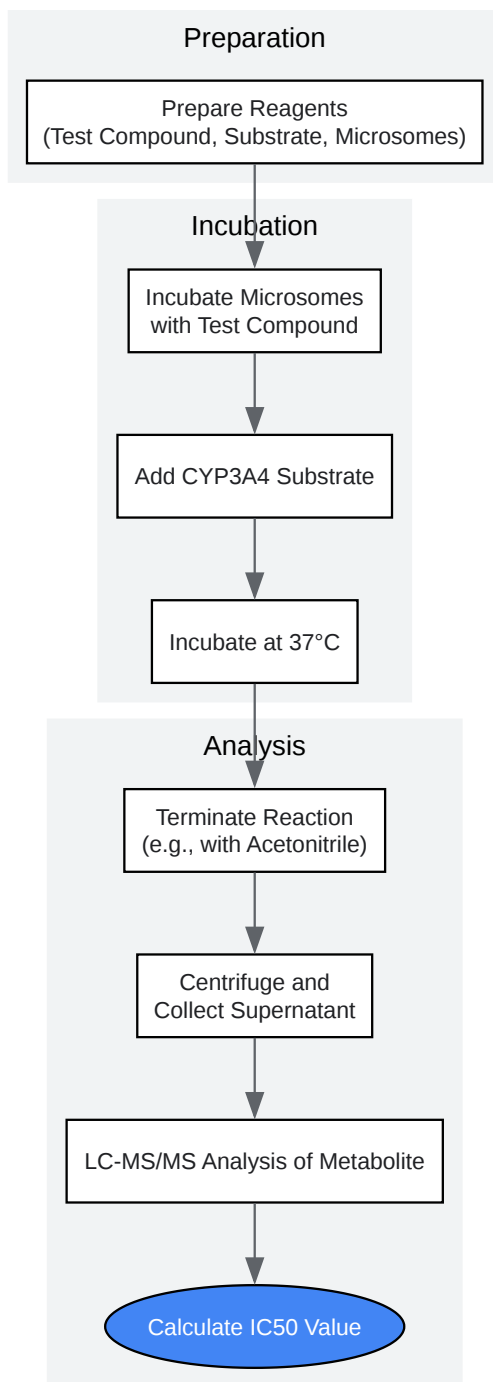 Preparation
Prepare Reagents
(Test Compound, Substrate, Microsomes)
Incubation
Incubate Microsomes
with Test Compound
Add CYP3A4 Substrate
Incubate at 37°C
Analysis
Terminate Reaction
(e.g., with Acetonitrile)
Centrifuge and
Collect Supernatant
LC-MS/MS Analysis of Metabolite
Calculate IC50 Value